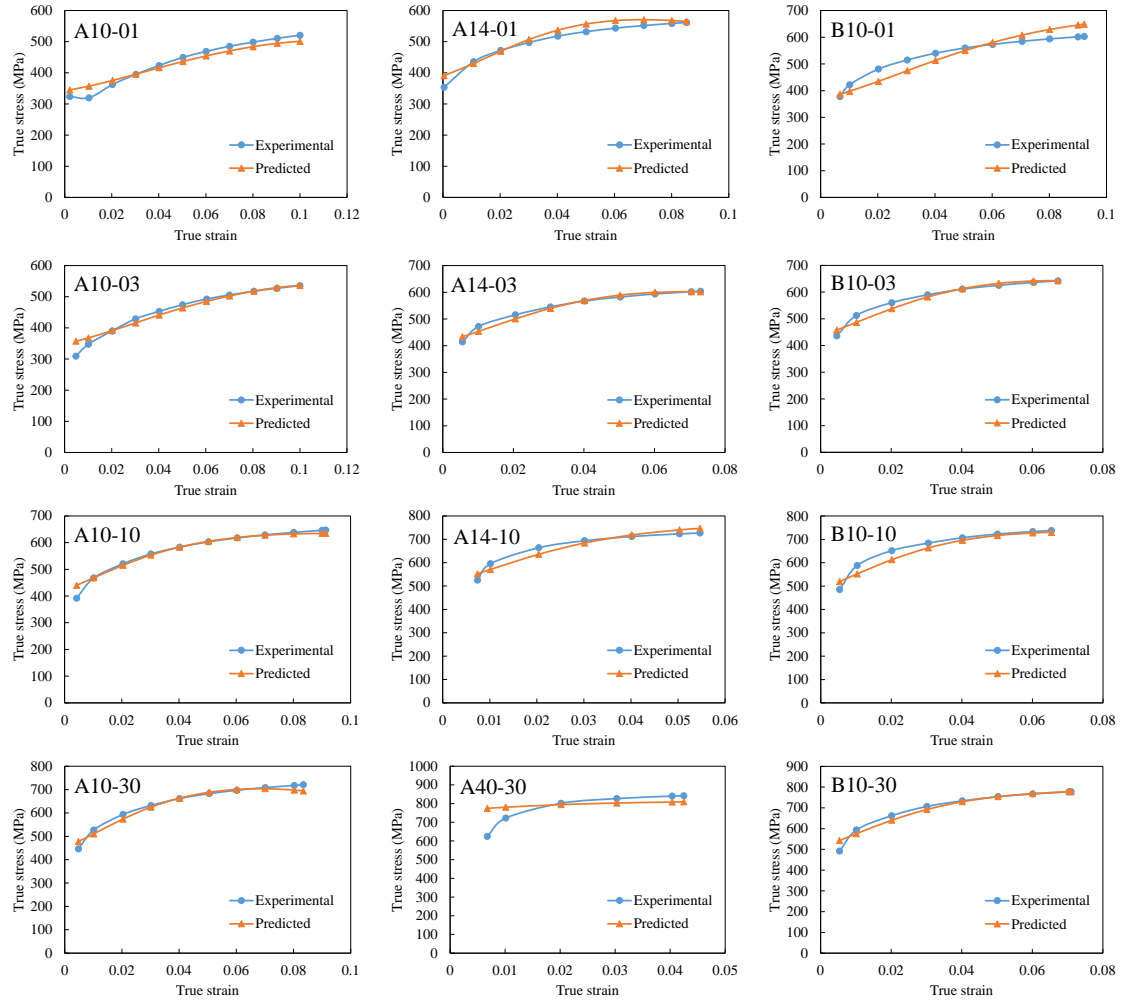 A10-01
True stress (MPa)
600
500
400
300
200
100
0
0 0.02 0.04 0.06 0.08 0.1 0.12
True strain
Experimental
Predicted
A14-01
True stress (MPa)
600
500
400
300
200
100
0
0 0.02 0.04 0.06 0.08 0.1
True strain
Experimental
Predicted
B10-01
True stress (MPa)
700
600
500
400
300
200
100
0
0 0.02 0.04 0.06 0.08 0.1
True strain
Experimental
Predicted
A10-03
True stress (MPa)
600
500
400
300
200
100
0
0 0.02 0.04 0.06 0.08 0.1 0.12
True strain
Experimental
Predicted
A14-03
True stress (MPa)
700
600
500
400
300
200
100
0
0 0.02 0.04 0.06 0.08
True strain
Experimental
Predicted
B10-03
True stress (MPa)
700
600
500
400
300
200
100
0
0 0.02 0.04 0.06 0.08
True strain
Experimental
Predicted
A10-10
True stress (MPa)
700
600
500
400
300
200
100
0
0 0.02 0.04 0.06 0.08 0.1
True strain
Experimental
Predicted
A14-10
True stress (MPa)
800
700
600
500
400
300
200
100
0
0 0.01 0.02 0.03 0.04 0.05 0.06
True strain
Experimental
Predicted
B10-10
True stress (MPa)
800
700
600
500
400
300
200
100
0
0 0.02 0.04 0.06 0.08
True strain
Experimental
Predicted
A10-30
True stress (MPa)
800
700
600
500
400
300
200
100
0
0 0.02 0.04 0.06 0.08 0.1
True strain
Experimental
Predicted
A40-30
True stress (MPa)
1000
900
800
700
600
500
400
300
200
100
0
0 0.01 0.02 0.03 0.04 0.05
True strain
Experimental
Predicted
B10-30
True stress (MPa)
900
800
700
600
500
400
300
200
100
0
0 0.02 0.04 0.06 0.08
True strain
Experimental
Predicted